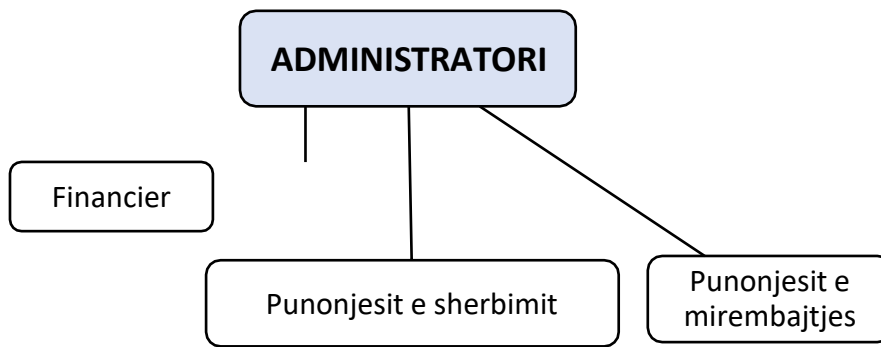 ADMINISTRATORI
Financier
Punonjesit e sherbimit
Punonjesit e
mirembajtjes